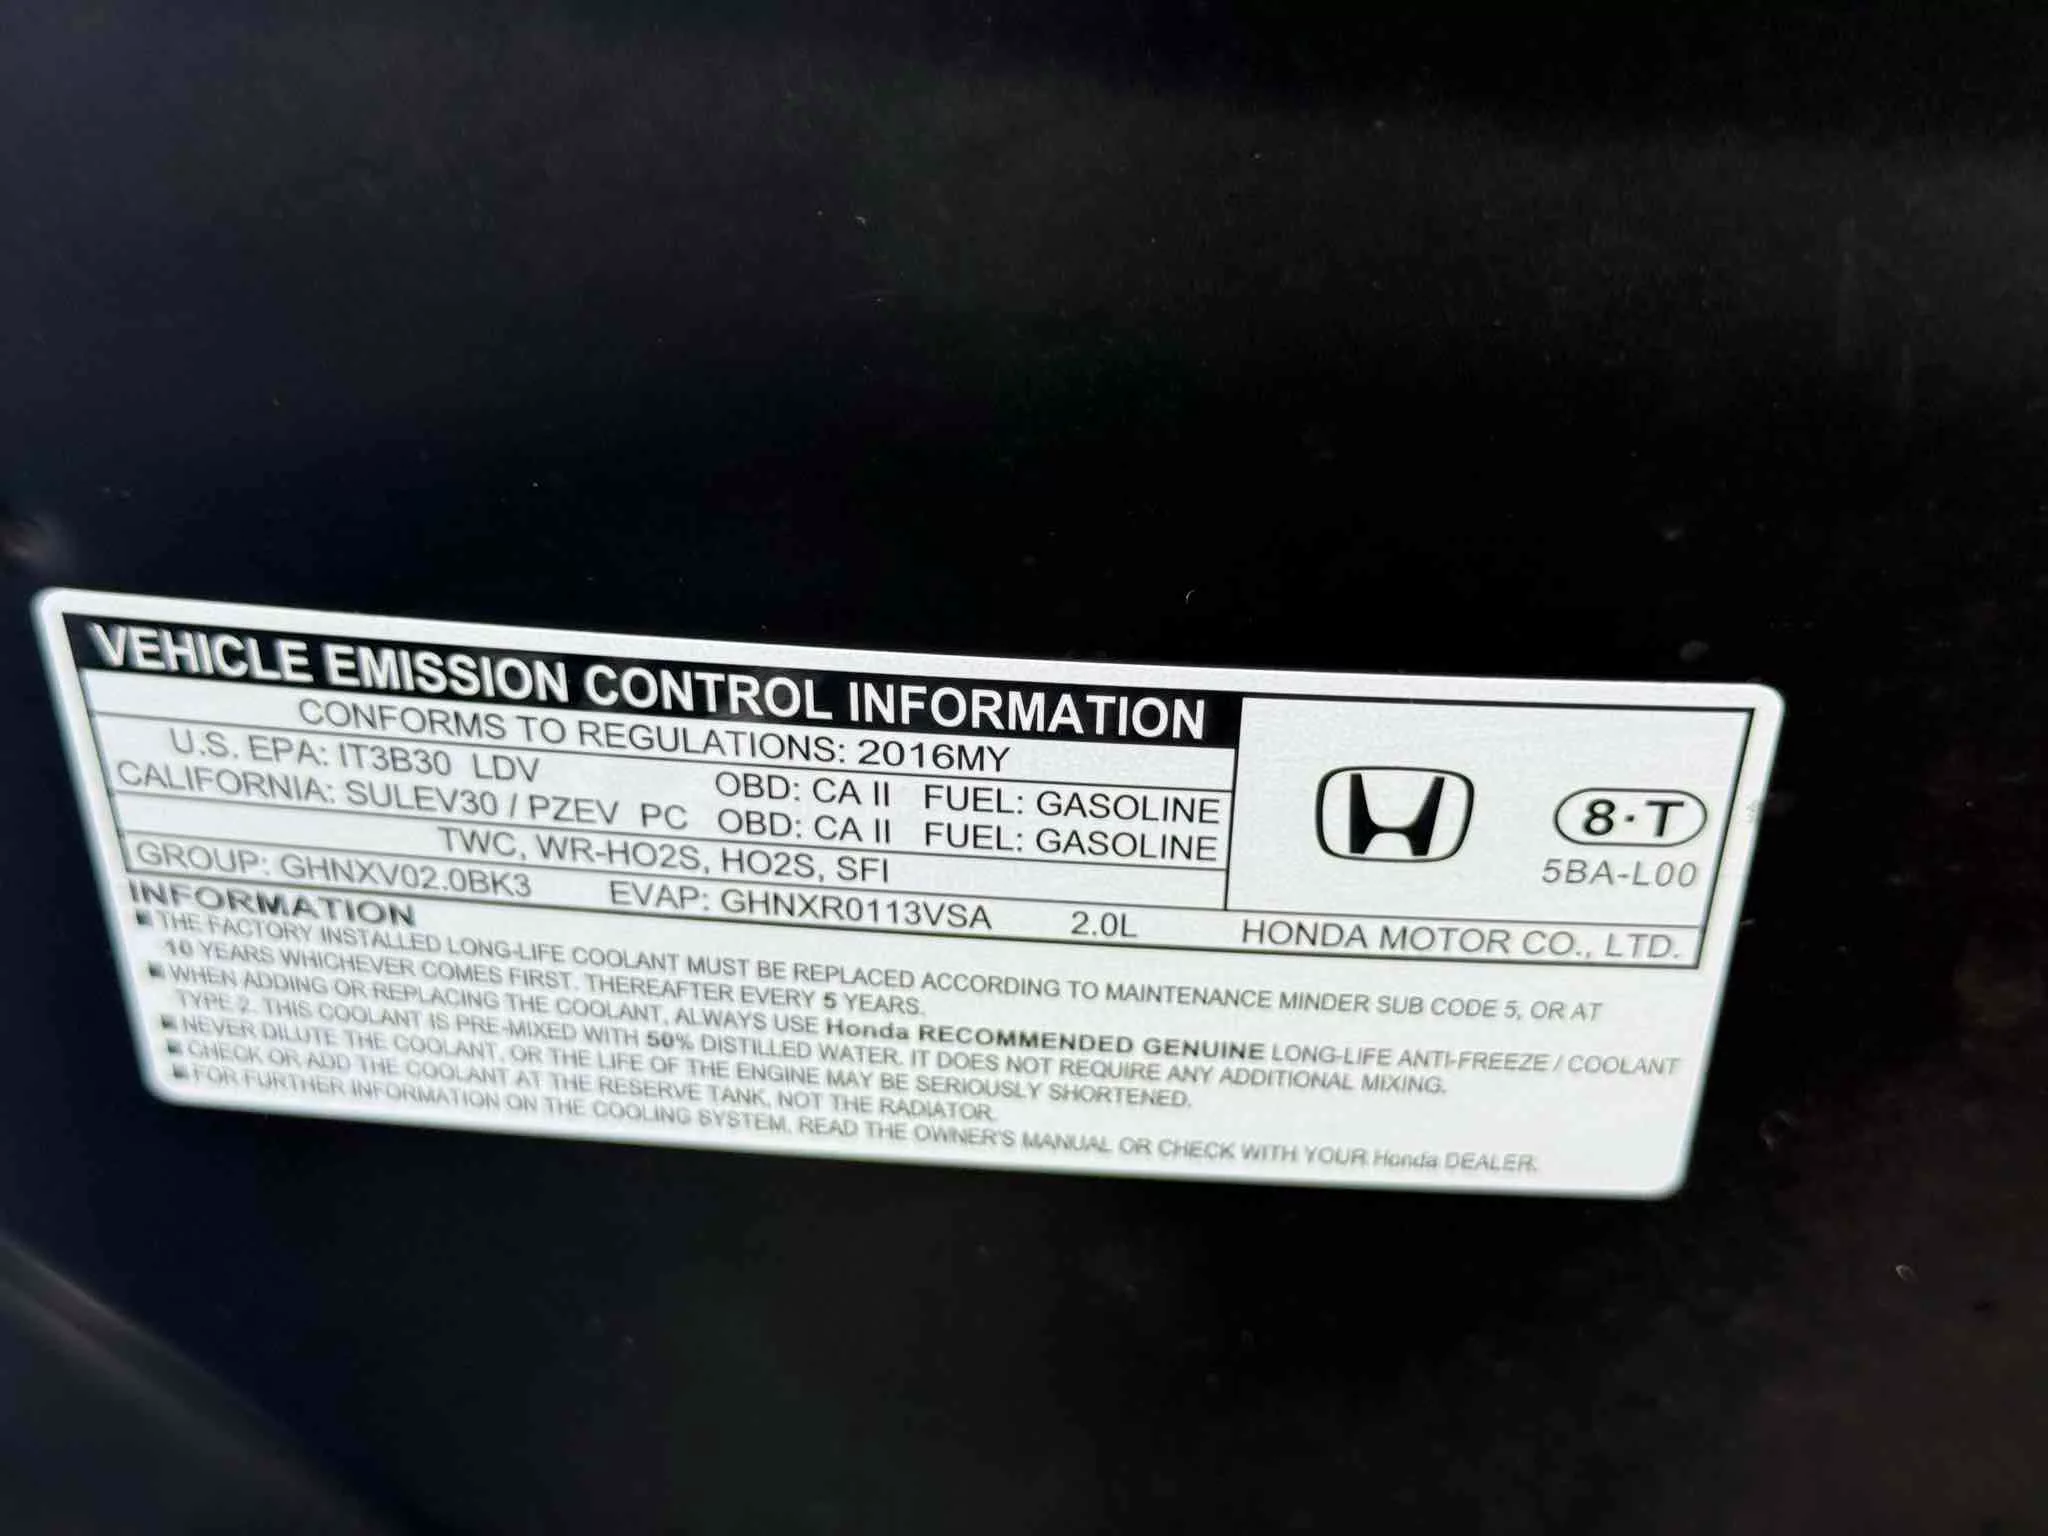 VEHICLE EMISSION CONTROL INFORMATION
CONFORMS TO REGULATIONS: 2016MY
U.S. EPA: IT3B30 LDV OBD: CA II FUEL: GASOLINE
CALIFORNIA: SULEV30 / PZEV PC OBD: CA II FUEL: GASOLINE
TWC, WR-HO2S, HO2S, SFI
GROUP: GHNXV02.0BK3 EVAP: GHNXR0113VSA 2.0L HONDA MOTOR CO., LTD.
8·T
5BA-L00
INFORMATION
■ THE FACTORY INSTALLED LONG-LIFE COOLANT MUST BE REPLACED ACCORDING TO MAINTENANCE MINDER SUB CODE 5, OR AT
10 YEARS WHICHEVER COMES FIRST. THEREAFTER EVERY 5 YEARS.
■ WHEN ADDING OR REPLACING THE COOLANT, ALWAYS USE Honda RECOMMENDED GENUINE LONG-LIFE ANTI-FREEZE / COOLANT
TYPE 2. THIS COOLANT IS PRE-MIXED WITH 50% DISTILLED WATER. IT DOES NOT REQUIRE ANY ADDITIONAL MIXING.
■ NEVER DILUTE THE COOLANT, OR THE LIFE OF THE ENGINE MAY BE SERIOUSLY SHORTENED.
■ CHECK OR ADD THE COOLANT AT THE RESERVE TANK, NOT THE RADIATOR.
■ FOR FURTHER INFORMATION ON THE COOLING SYSTEM, READ THE OWNER'S MANUAL OR CHECK WITH YOUR Honda DEALER.